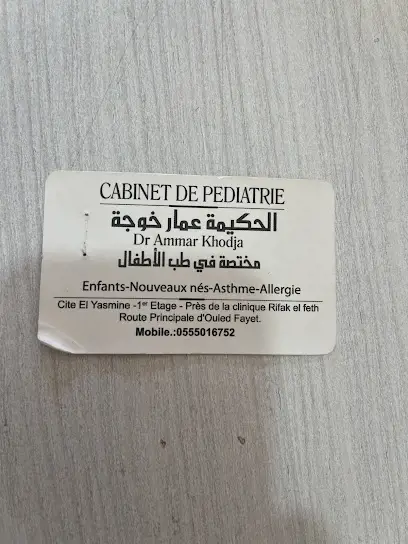 CABINET DE PEDIATRIE
الحكيمة عمار خوجة
Dr Ammar Khodja
مختصة في طب الأطفال
Enfants-Nouveaux nés-Asthme-Allergie
Cite El Yasmine -1er Etage - Près de la clinique Rifak el feth
Route Principale d'Ouled Fayet.
Mobile.:0555016752